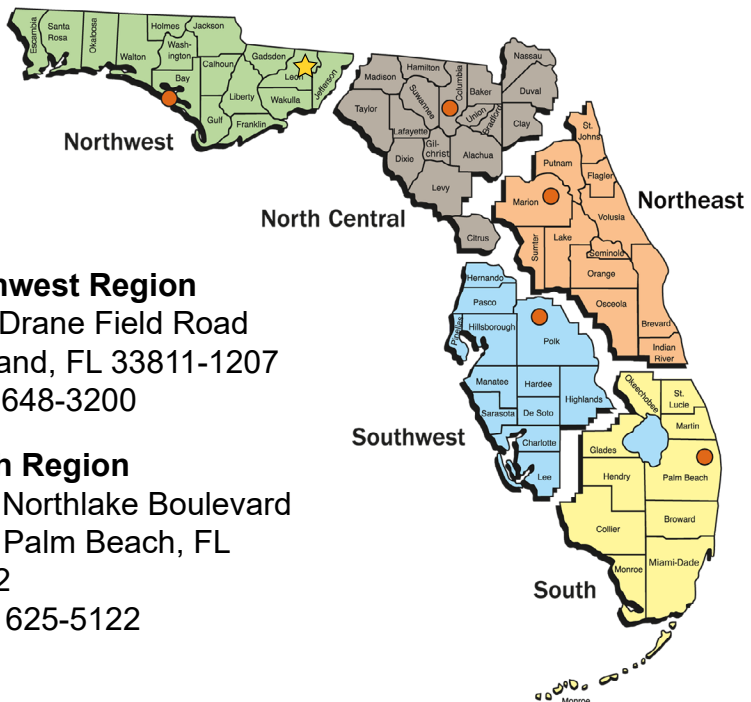 Escambia
Santa
Rosa
Okaloosa
Walton
Holmes
Jackson
Wash-
ington
Bay
Calhoun
Gulf
Liberty
Gadsden
Leon
Wakulla
Franklin
Jefferson
Northwest
Madison
Hamilton
Taylor
Suwannee
Columbia
Lafayette
Dixie
Gil-
christ
Baker
Union
Bradford
Nassau
Duval
Clay
Alachua
Levy
Citrus
North Central
St.
Johns
Putnam
Flagler
Marion
Volusia
Sumter
Lake
Seminole
Orange
Osceola
Brevard
Indian
River
Northeast
hwest Region
Drane Field Road
and, FL 33811-1207
648-3200
Hernando
Pasco
Pinellas
Hillsborough
Polk
Manatee
Hardee
Highlands
Sarasota
De Soto
Charlotte
Lee
Southwest
h Region
Northlake Boulevard
Palm Beach, FL
2
625-5122
Okeechobee
St.
Lucie
Martin
Glades
Hendry
Palm Beach
Collier
Broward
Monroe
Miami-Dade
South
Monroe